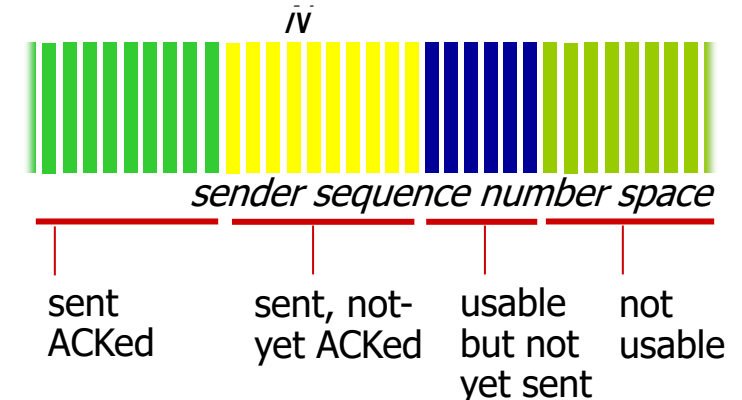 N
sender sequence number space
sent
ACKed
sent, not-
yet ACKed
usable
but not
yet sent
not
usable